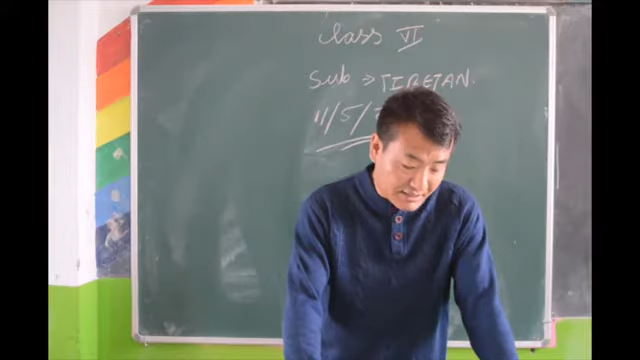 Class VI
Sub → TIBETAN.
11/5/